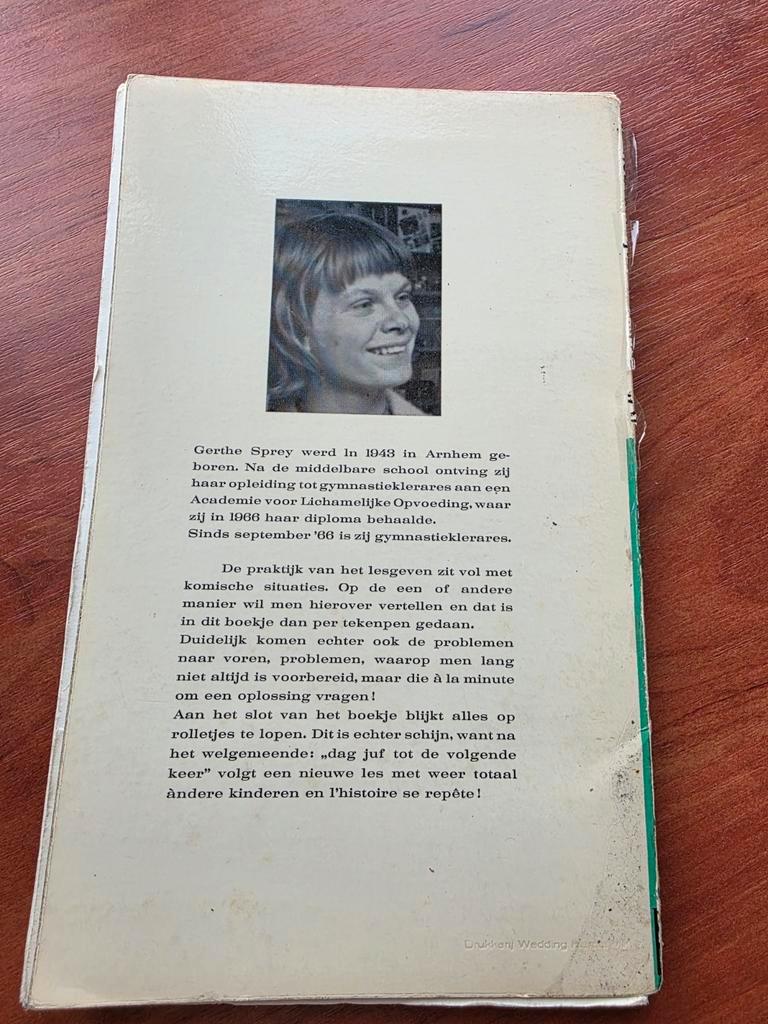 Gerthe Sprey werd in 1943 in Arnhem ge-
boren. Na de middelbare school ontving zij
haar opleiding tot gymnastieklerares aan een
Academie voor Lichamelijke Opvoeding, waar
zij in 1966 haar diploma behaalde.
Sinds september '66 is zij gymnastieklerares.
De praktijk van het lesgeven zit vol met
komische situaties. Op de een of andere
manier wil men hierover vertellen en dat is
in dit boekje dan per tekenpen gedaan.
Duidelijk komen echter ook de problemen
naar voren, problemen, waarop men lang
niet altijd is voorbereid, maar die à la minute
om een oplossing vragen!
Aan het slot van het boekje blijkt alles op
rolletjes te lopen. Dit is echter schijn, want na
het welgemeende: „dag juf tot de volgende
keer” volgt een nieuwe les met weer totaal
àndere kinderen en l'histoire se repête!
Drukkerij Wedding